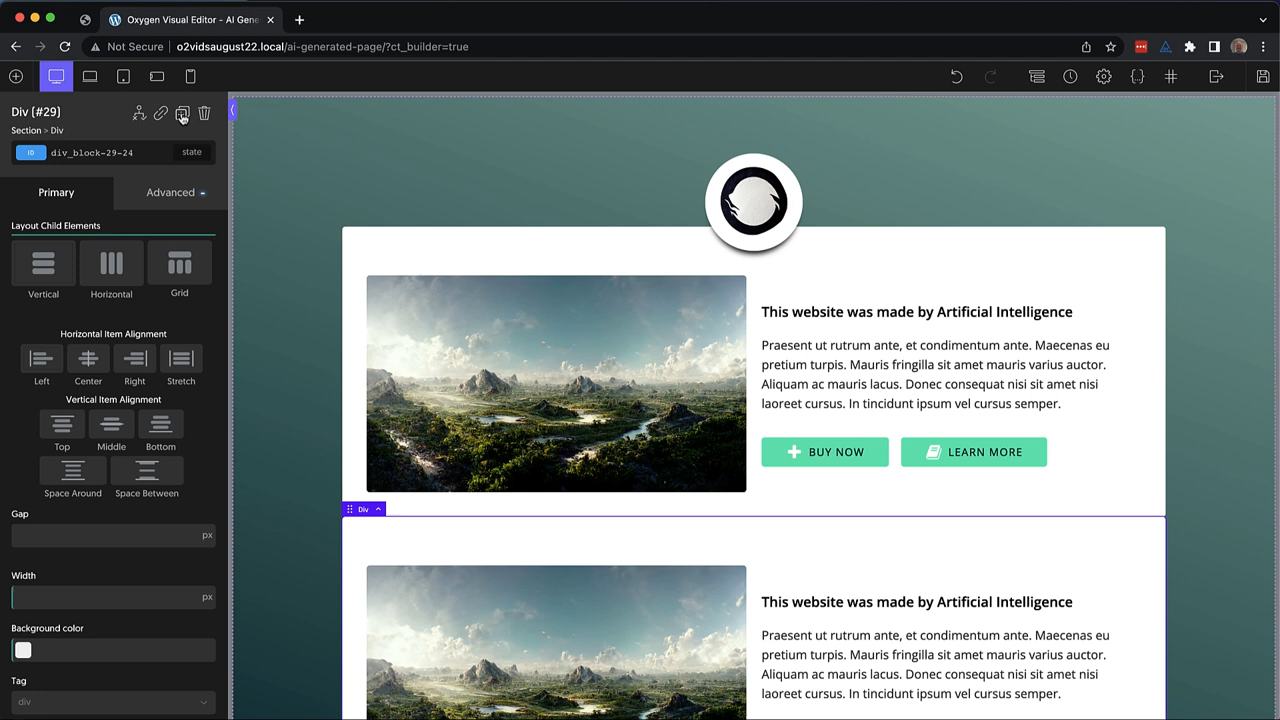 Oxygen Visual Editor - AI Gene
Not Secure
o2vidsaugust22.local/ai-generated-page/?ct_builder=true
Div (#29)
Section > Div
ID
div_block-29-24
state
Primary
Advanced
Layout Child Elements
Vertical
Horizontal
Grid
Horizontal Item Alignment
Left
Center
Right
Stretch
Vertical Item Alignment
Top
Middle
Bottom
Space Around
Space Between
Gap
px
Width
px
Background color
Tag
div
This website was made by Artificial Intelligence
Praesent ut rutrum ante, et condimentum ante. Maecenas eu
pretium turpis. Mauris fringilla sit amet mauris varius auctor.
Aliquam ac mauris lacus. Donec consequat nisi sit amet nisi
laoreet cursus. In tincidunt ipsum vel cursus semper.
BUY NOW
LEARN MORE
Div
This website was made by Artificial Intelligence
Praesent ut rutrum ante, et condimentum ante. Maecenas eu
pretium turpis. Mauris fringilla sit amet mauris varius auctor.
Aliquam ac mauris lacus. Donec consequat nisi sit amet nisi
laoreet cursus. In tincidunt ipsum vel cursus semper.